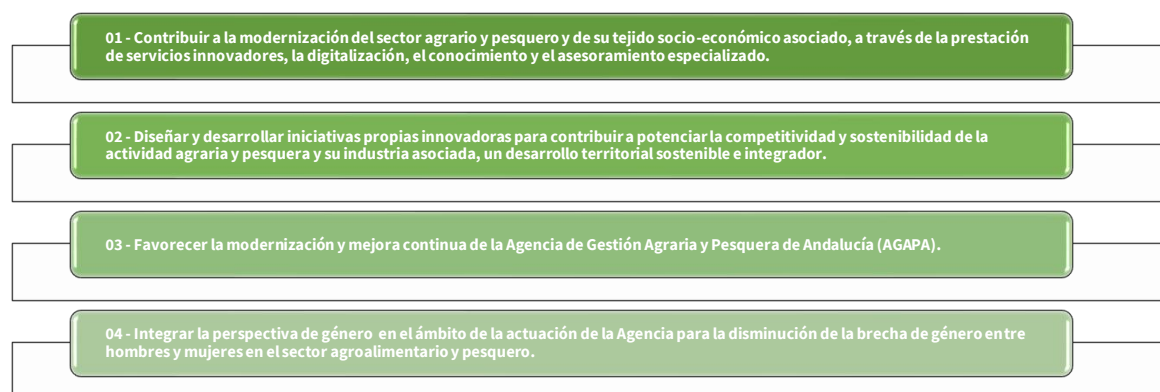 01 - Contribuir a la modernización del sector agrario y pesquero y de su tejido socio-económico asociado, a través de la prestación
de servicios innovadores, la digitalización, el conocimiento y el asesoramiento especializado.
02 - Diseñar y desarrollar iniciativas propias innovadoras para contribuir a potenciar la competitividad y sostenibilidad de la
actividad agraria y pesquera y su industria asociada, un desarrollo territorial sostenible e integrador.
03 - Favorecer la modernización y mejora continua de la Agencia de Gestión Agraria y Pesquera de Andalucía (AGAPA).
04 - Integrar la perspectiva de género en el ámbito de la actuación de la Agencia para la disminución de la brecha de género entre
hombres y mujeres en el sector agroalimentario y pesquero.